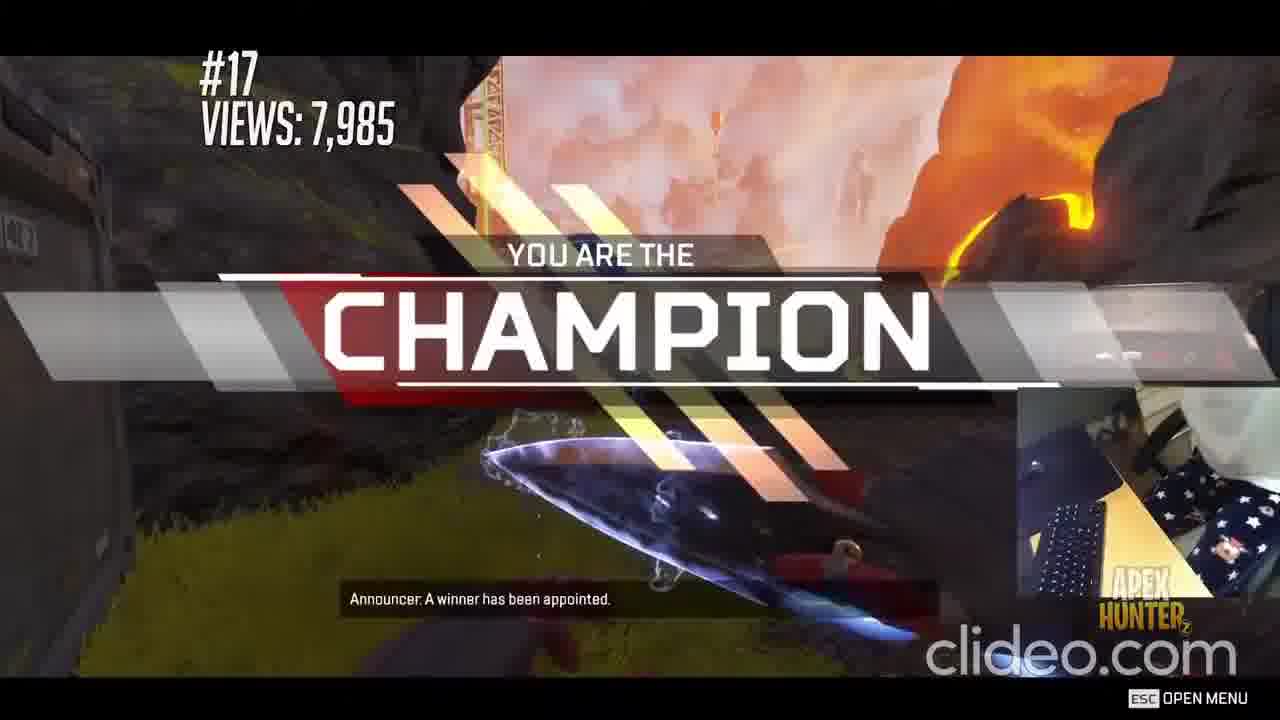 #17
VIEWS: 7,985
YOU ARE THE
CHAMPION
Announcer: A winner has been appointed.
APEX
HUNTERZ
clideo.com
ESC OPEN MENU